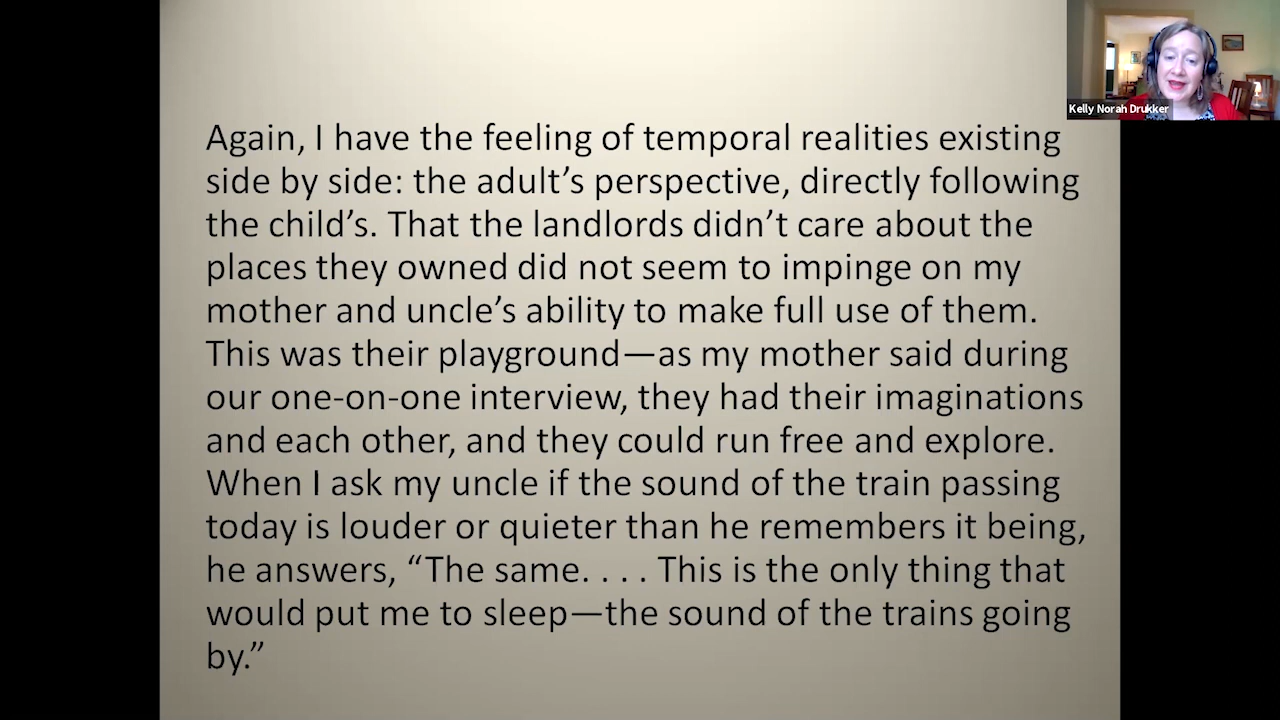 Kelly Norah Drukker
Again, I have the feeling of temporal realities existing
side by side: the adult’s perspective, directly following
the child’s. That the landlords didn’t care about the
places they owned did not seem to impinge on my
mother and uncle’s ability to make full use of them.
This was their playground—as my mother said during
our one-on-one interview, they had their imaginations
and each other, and they could run free and explore.
When I ask my uncle if the sound of the train passing
today is louder or quieter than he remembers it being,
he answers, “The same. . . . This is the only thing that
would put me to sleep—the sound of the trains going
by.”